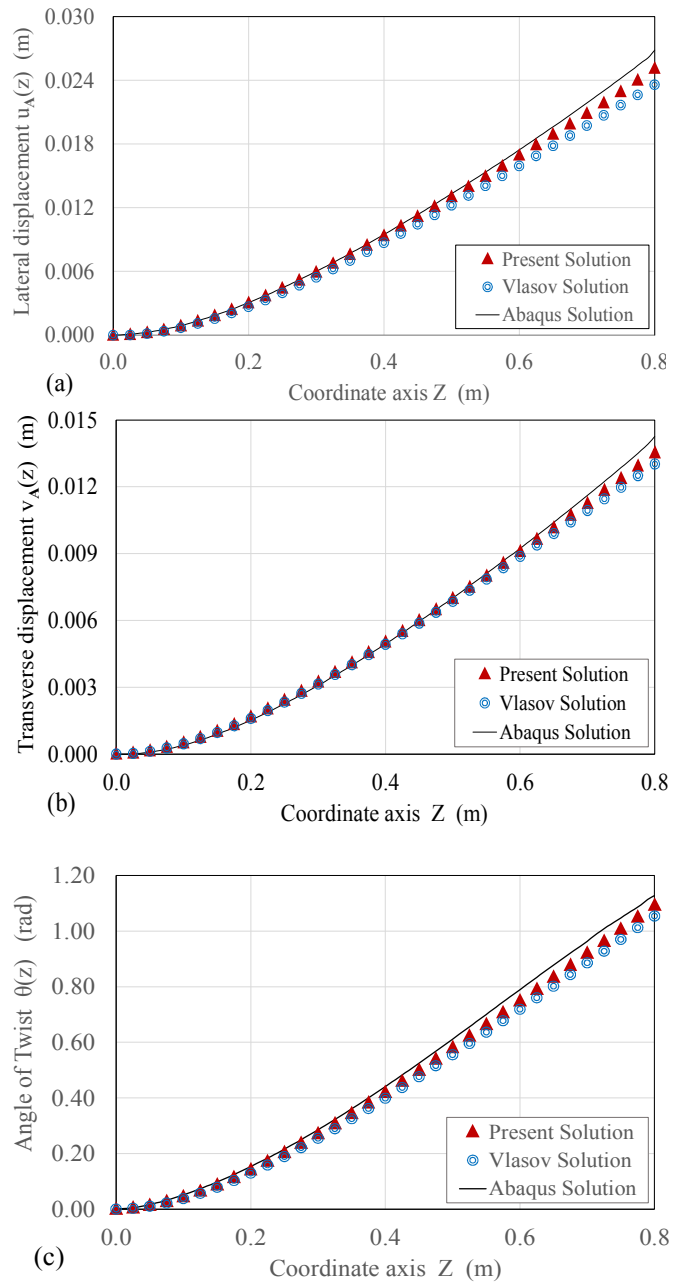 Lateral displacement u_A(z) (m)
0.030
0.024
0.018
0.012
0.006
0.000
Present Solution
Vlasov Solution
Abaqus Solution
0.0 0.2 0.4 0.6 0.8
(a)
Coordinate axis Z (m)
Transverse displacement v_A(z) (m)
0.015
0.012
0.009
0.006
0.003
0.000
Present Solution
Vlasov Solution
Abaqus Solution
0.0 0.2 0.4 0.6 0.8
(b)
Coordinate axis Z (m)
Angle of Twist θ(z) (rad)
1.20
1.00
0.80
0.60
0.40
0.20
0.00
Present Solution
Vlasov Solution
Abaqus Solution
0.0 0.2 0.4 0.6 0.8
(c)
Coordinate axis Z (m)